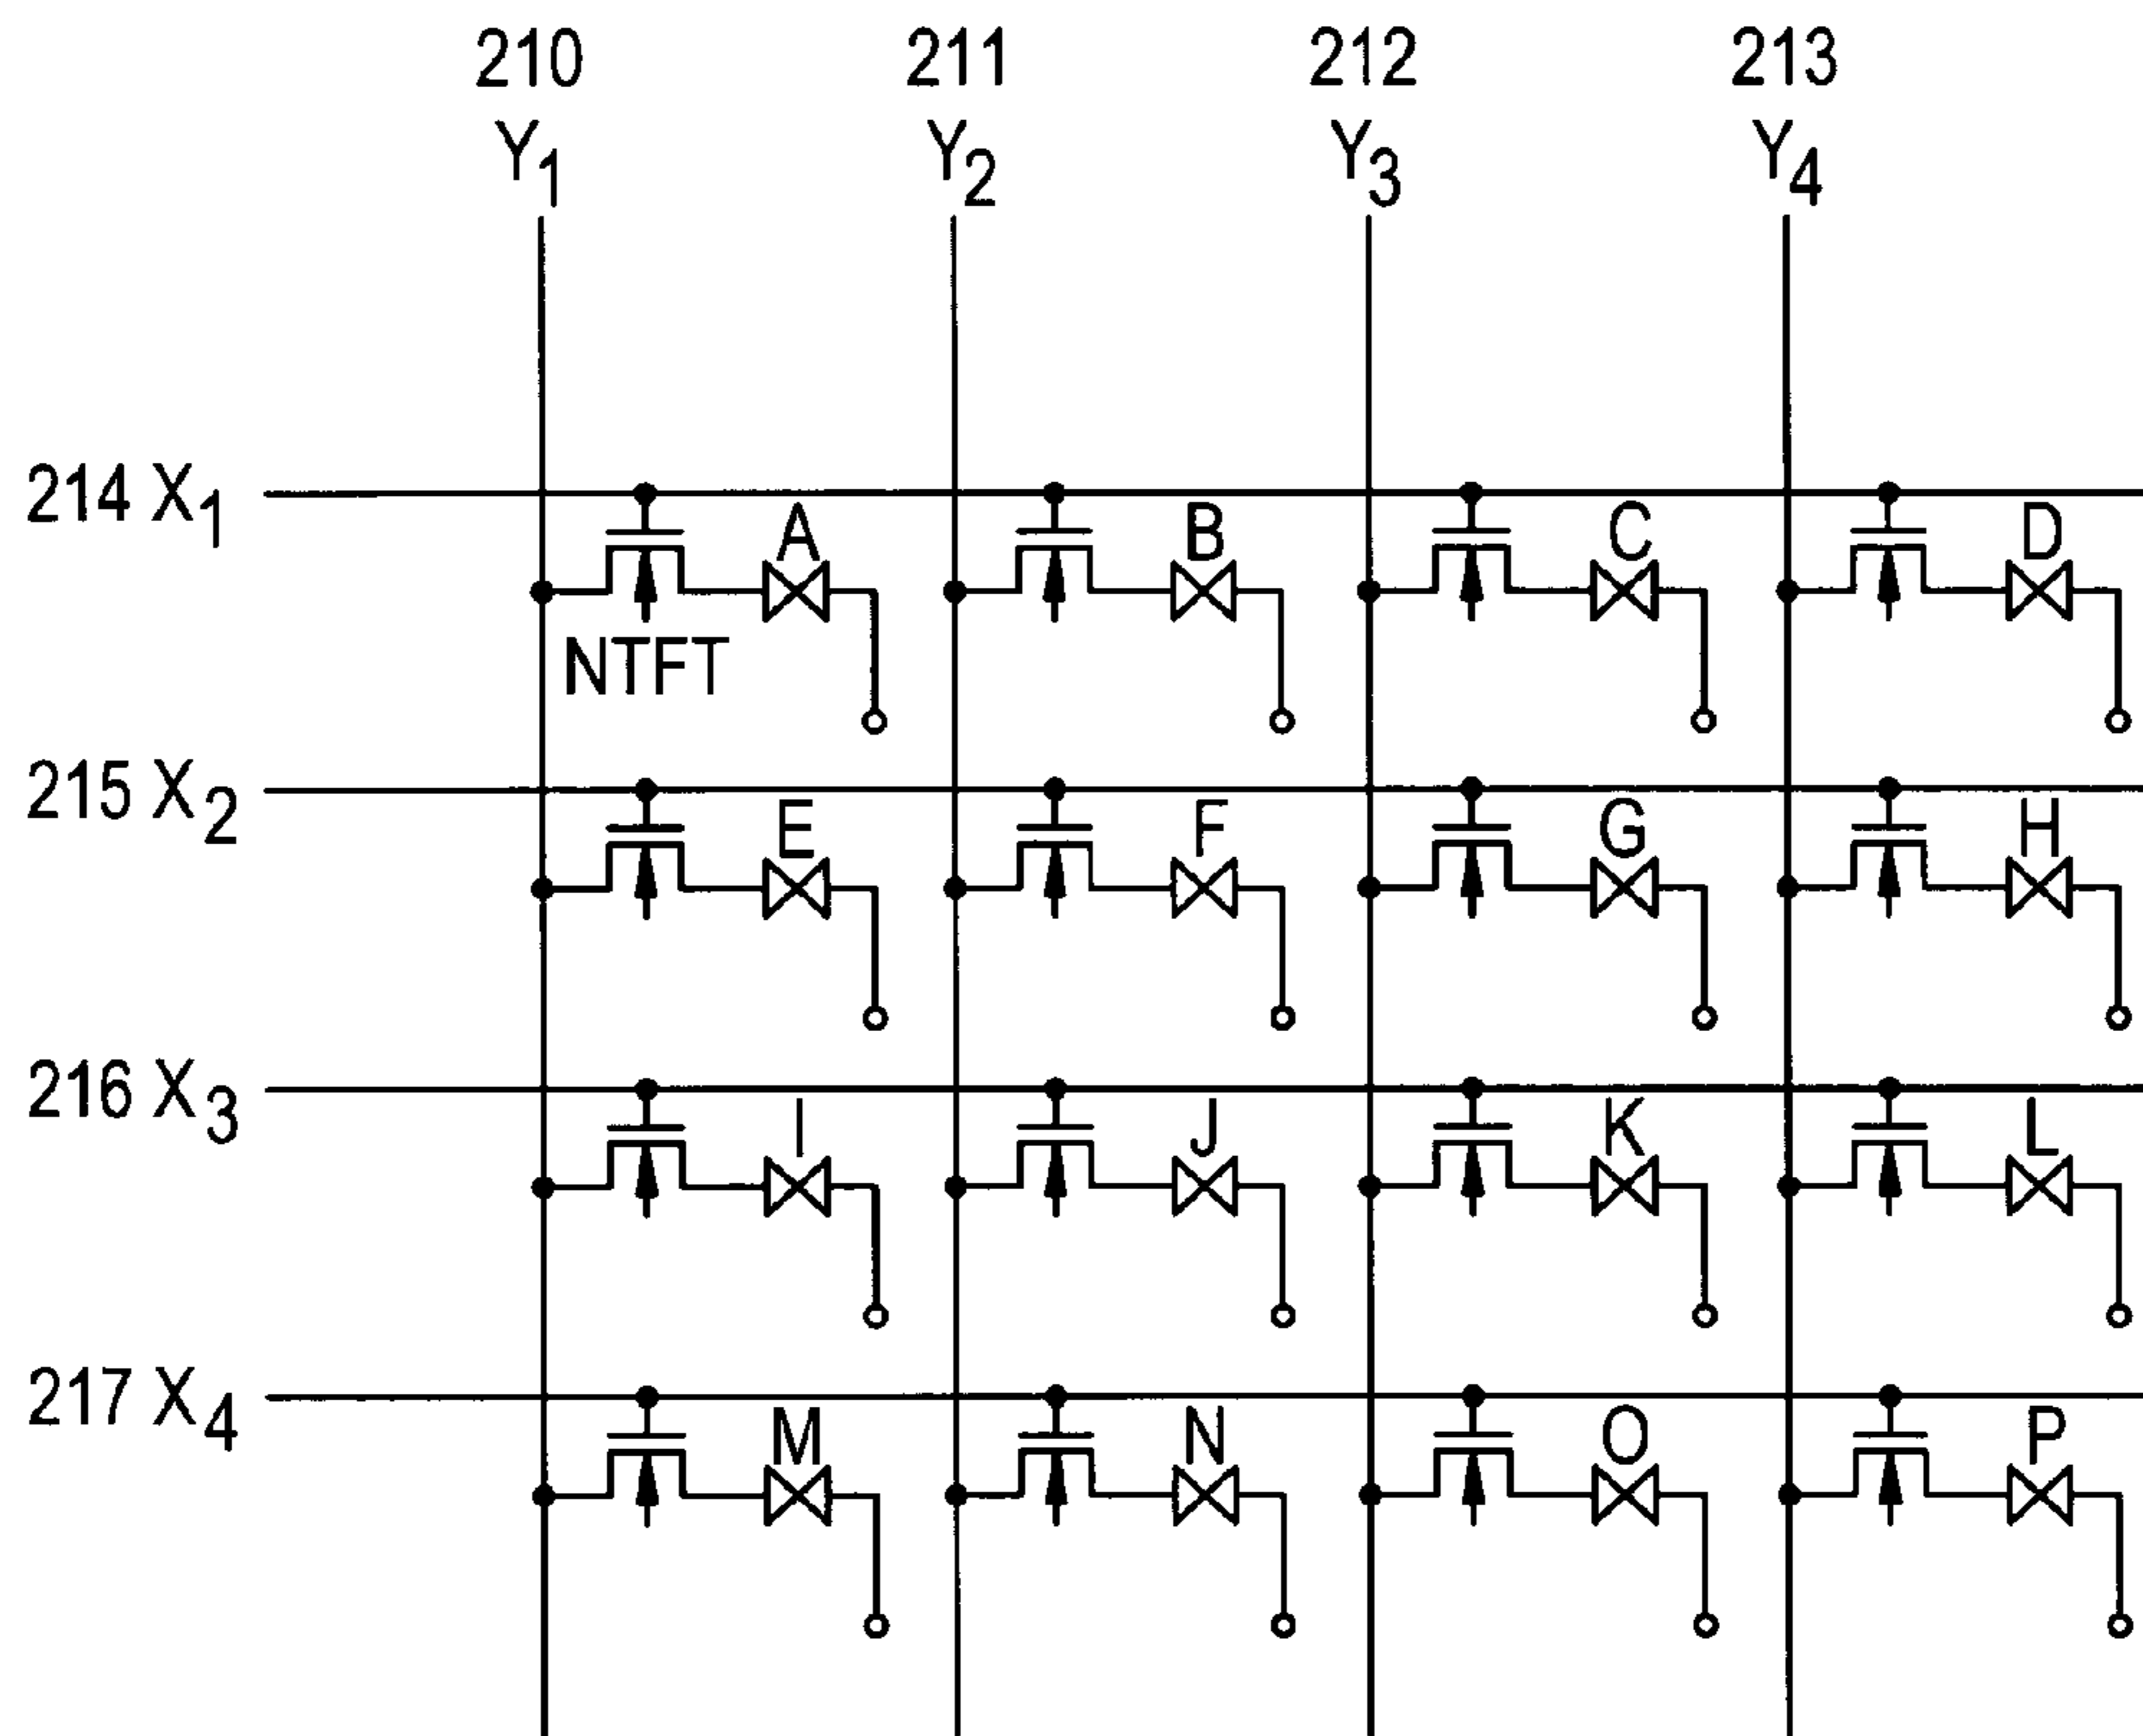 210 211 212 213
Y1 Y2 Y3 Y4
214 X1
A B C D
NTFT
215 X2
E F G H
216 X3
I J K L
217 X4
M N O P